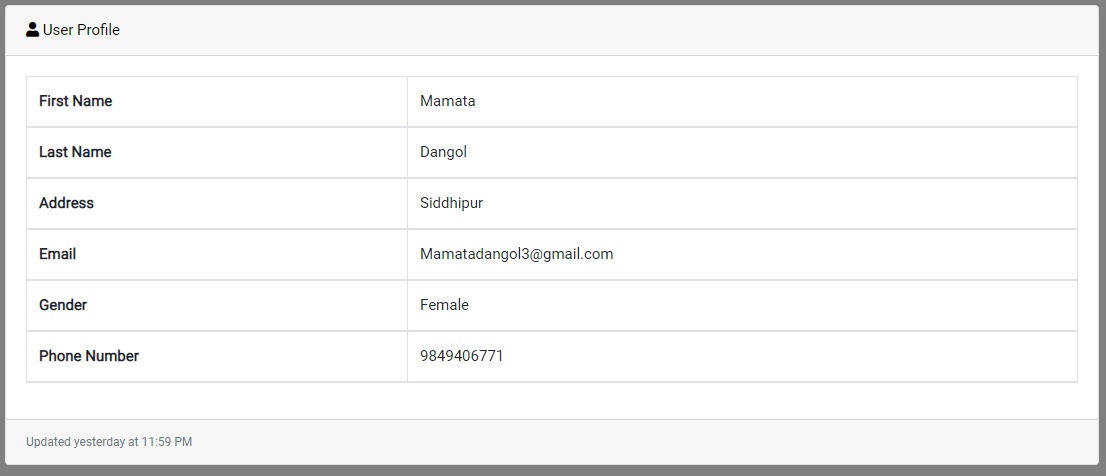 User Profile
First Name Mamata
Last Name Dangol
Address Siddhipur
Email Mamatadangol3@gmail.com
Gender Female
Phone Number 9849406771
Updated yesterday at 11:59 PM